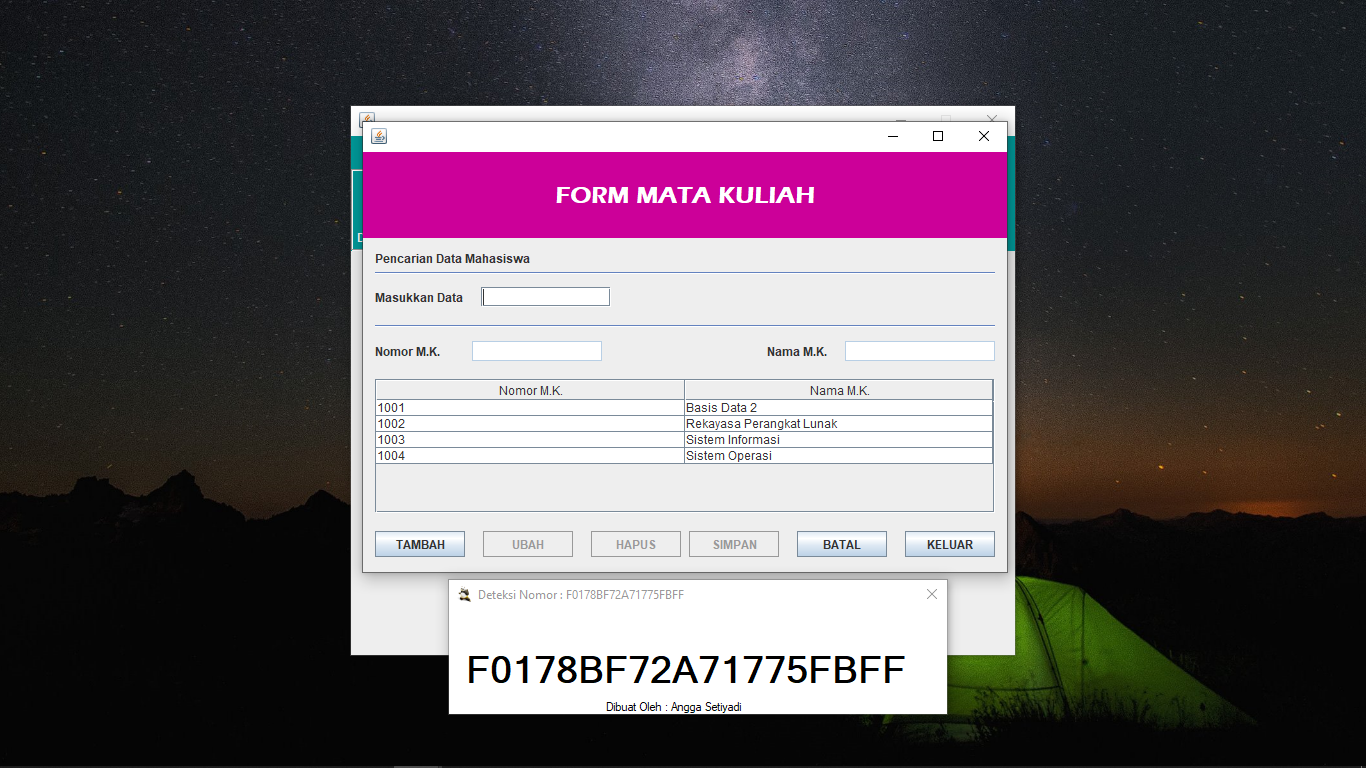 FORM MATA KULIAH
Pencarian Data Mahasiswa
Masukkan Data
Nomor M.K. Nama M.K.
Nomor M.K. Nama M.K.
1001 Basis Data 2
1002 Rekayasa Perangkat Lunak
1003 Sistem Informasi
1004 Sistem Operasi
TAMBAH UBAH HAPUS SIMPAN BATAL KELUAR
Deteksi Nomor : F0178BF72A71775FBFF
F0178BF72A71775FBFF
Dibuat Oleh : Angga Setiyadi